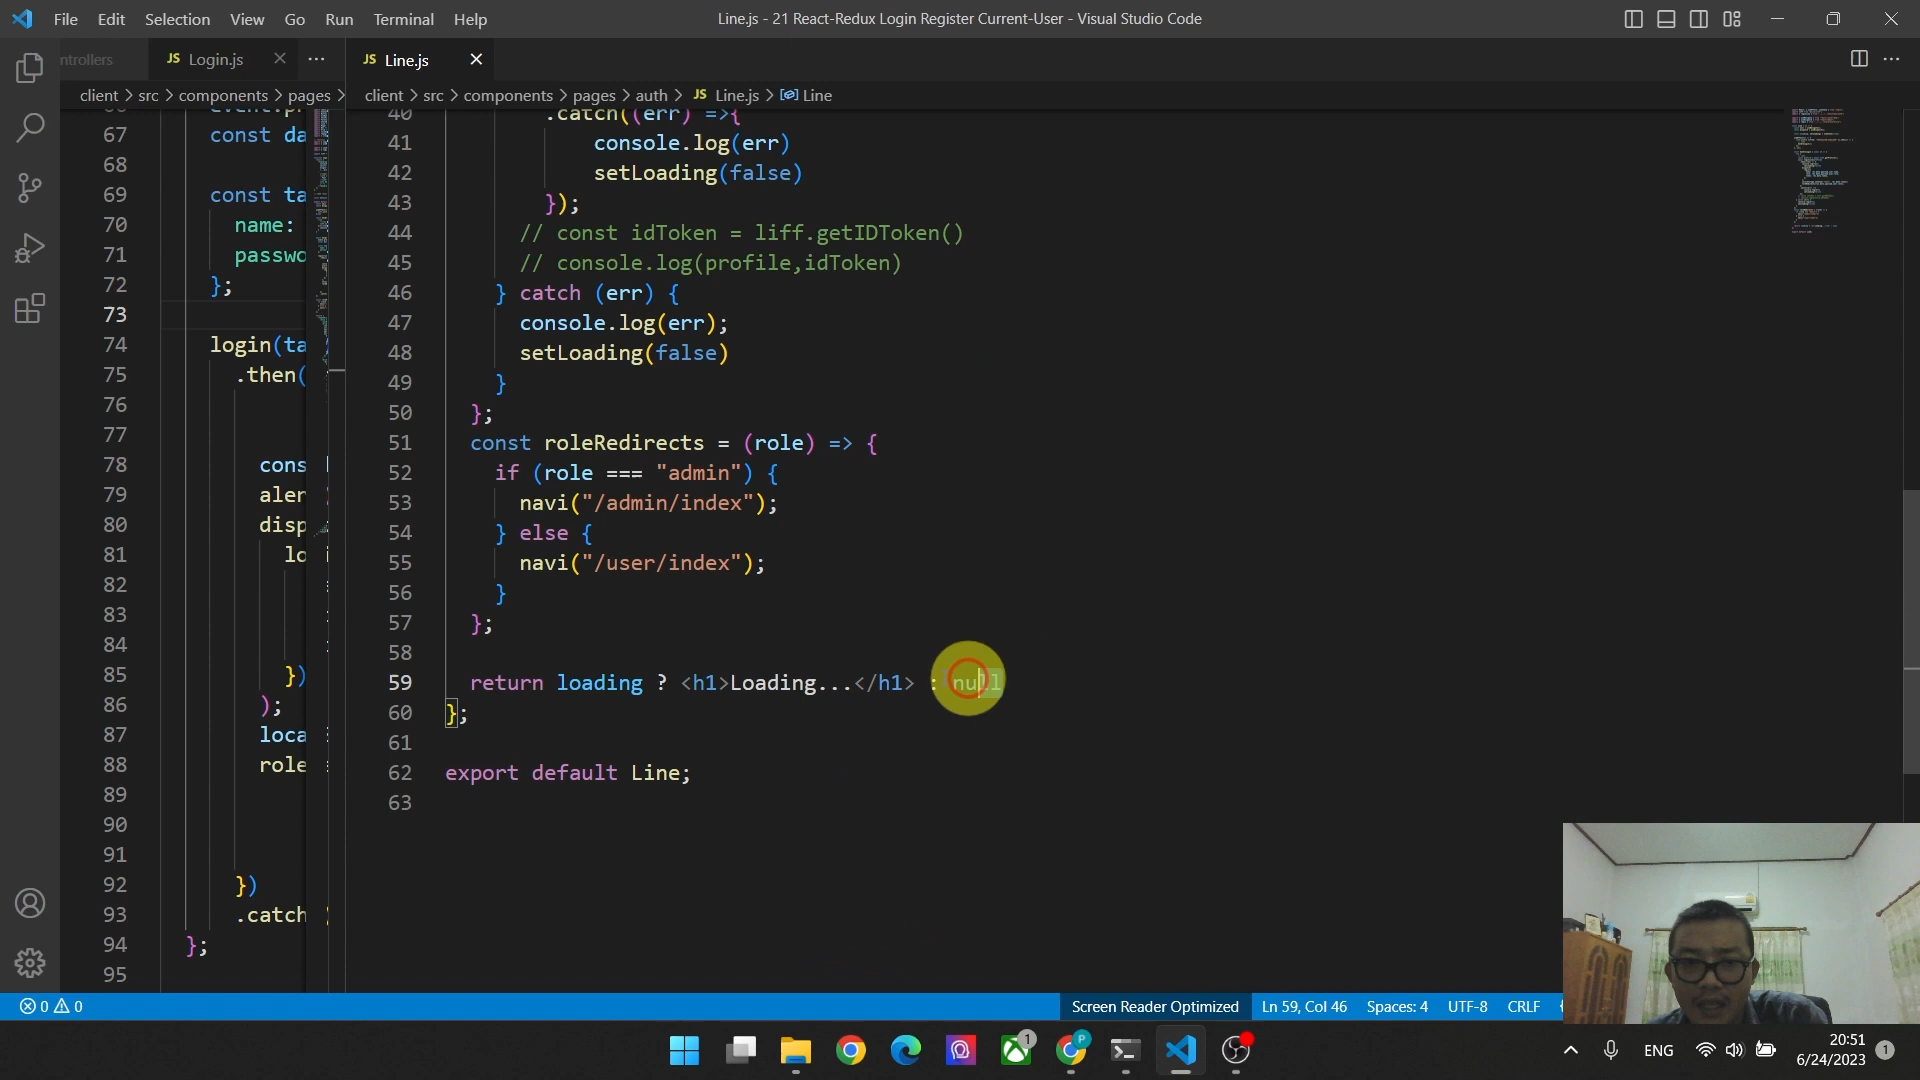 File Edit Selection View Go Run Terminal Help
Line.js - 21 React-Redux Login Register Current-User - Visual Studio Code
ntrollers
JS Login.js
JS Line.js
client > src > components > pages >
client > src > components > pages > auth > JS Line.js > Line
67 const da
68
69 const ta
70 name:
71 passwo
72 };
73
74 login(ta
75 .then(
76
77
78 cons
79 aler
80 disp
81 lo
82
83
84
85 })
86 );
87 loca
88 role
89
90
91
92 })
93 .catch
94 };
95
40 .catch((err) =>{
41 console.log(err)
42 setLoading(false)
43 });
44 // const idToken = liff.getIDToken()
45 // console.log(profile,idToken)
46 } catch (err) {
47 console.log(err);
48 setLoading(false)
49 }
50 };
51 const roleRedirects = (role) => {
52 if (role === "admin") {
53 navi("/admin/index");
54 } else {
55 navi("/user/index");
56 }
57 };
58
59 return loading ? <h1>Loading...</h1> : null
60 };
61
62 export default Line;
63
0 0
Screen Reader Optimized Ln 59, Col 46 Spaces: 4 UTF-8 CRLF
1 P
ENG
20:51
6/24/2023
1